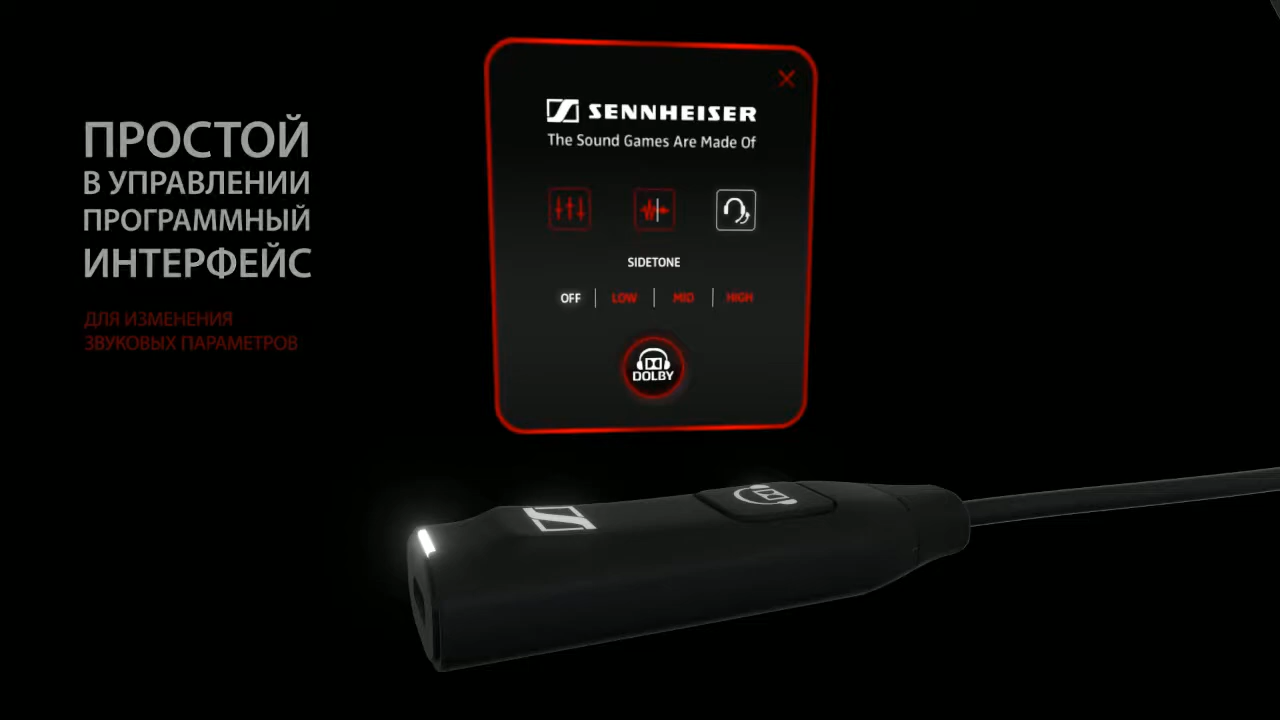 ПРОСТОЙ
В УПРАВЛЕНИИ
ПРОГРАММНЫЙ
ИНТЕРФЕЙС
ДЛЯ ИЗМЕНЕНИЯ
ЗВУКОВЫХ ПАРАМЕТРОВ
SENNHEISER
The Sound Games Are Made Of
SIDETONE
OFF LOW MID HIGH
DOLBY